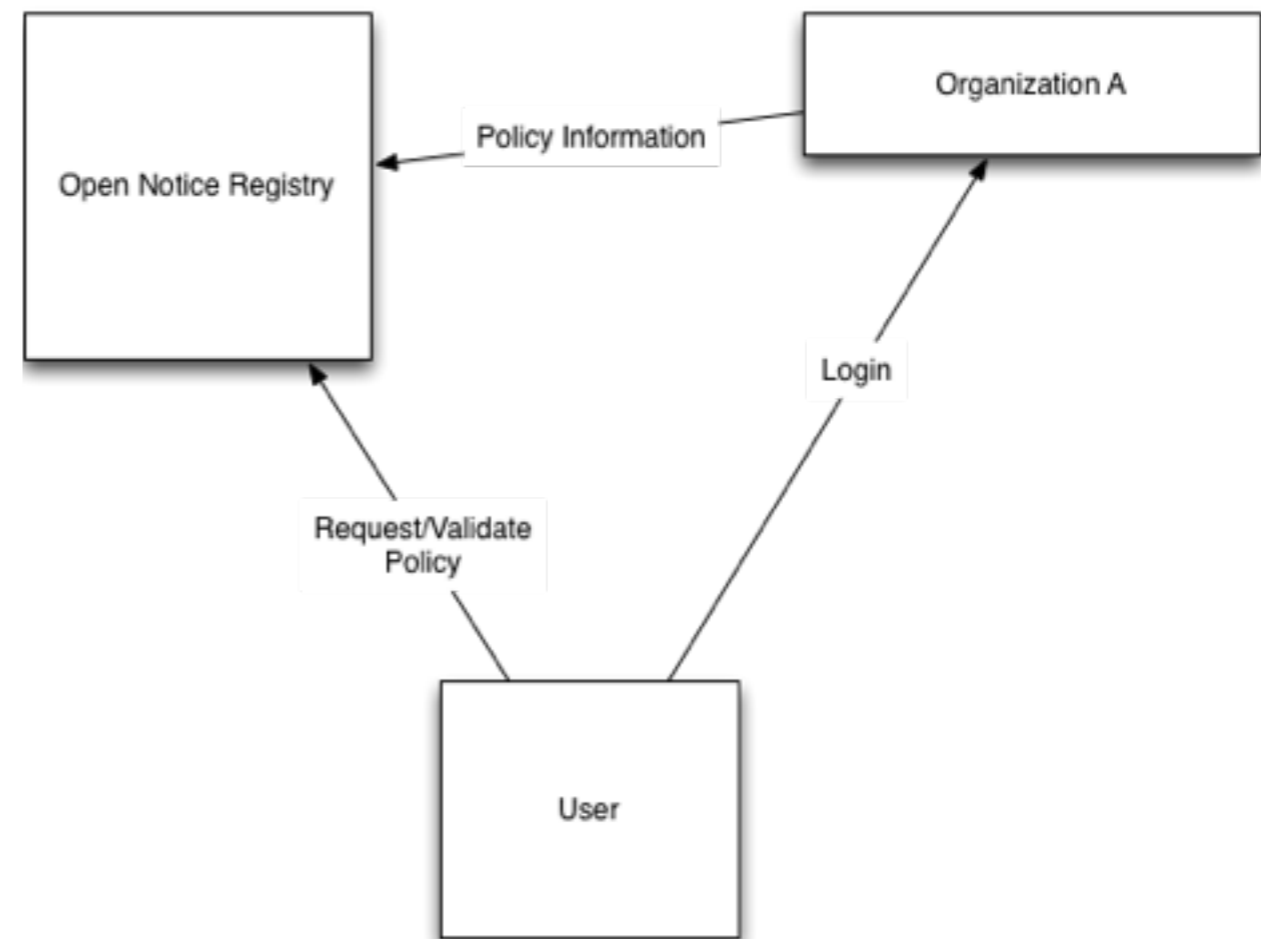 Organization A
Policy Information
Open Notice Registry
Login
Request/Validate
Policy
User